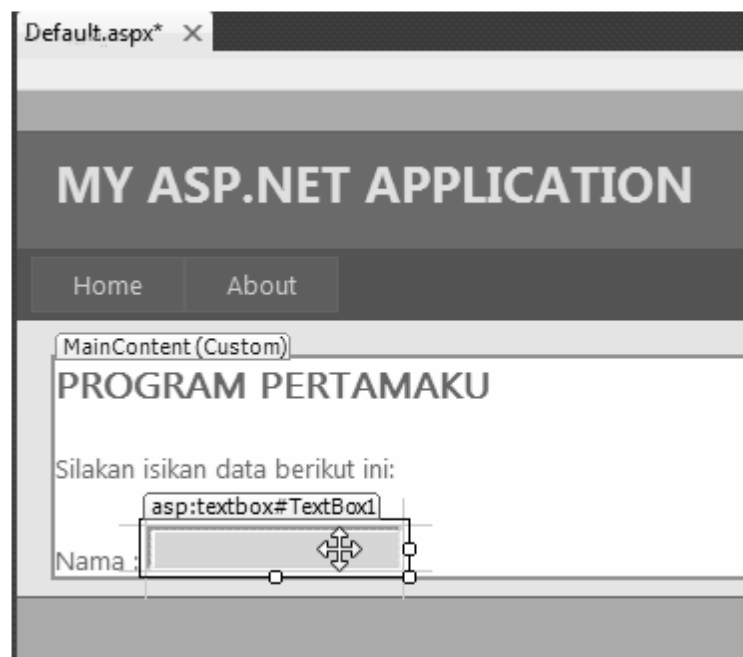 Default.aspx*
MY ASP.NET APPLICATION
Home About
MainContent (Custom)
PROGRAM PERTAMAKU
Silakan isikan data berikut ini:
asp:textbox#TextBox1
Nama :